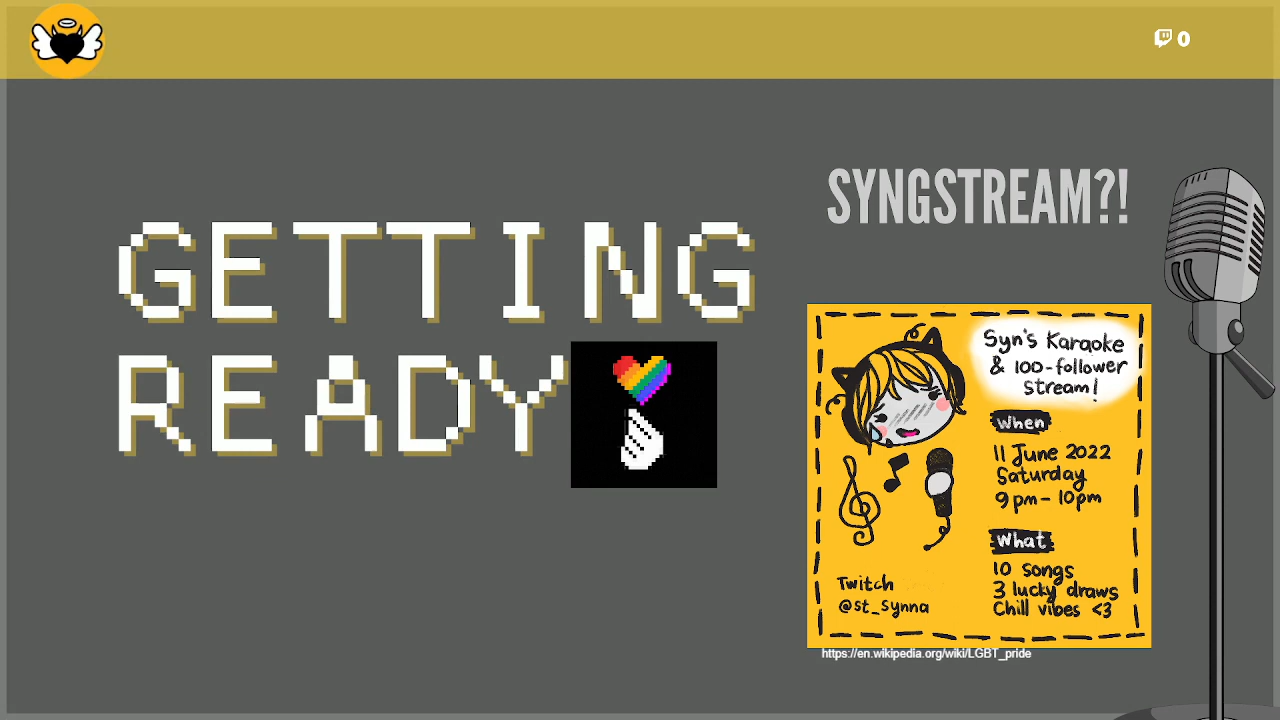 0
GETTING
READY
SYNGSTREAM?!
Syn's Karaoke
& 100-follower
Stream!
When
11 June 2022
Saturday
9pm - 10pm
What
10 songs
3 lucky draws
Chill vibes <3
Twitch
@st_synna
https://en.wikipedia.org/wiki/LGBT_pride